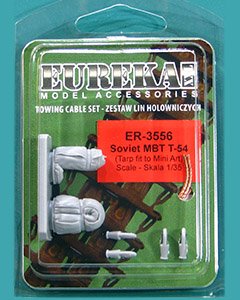 EUREKA
MODEL ACCESSORIES
TOWING CABLE SET - ZESTAW LIN HOLOWNICZYCH
ER-3556
Soviet MBT T-54
(Tarp fit to Mini Art)
Scale - Skala 1/35